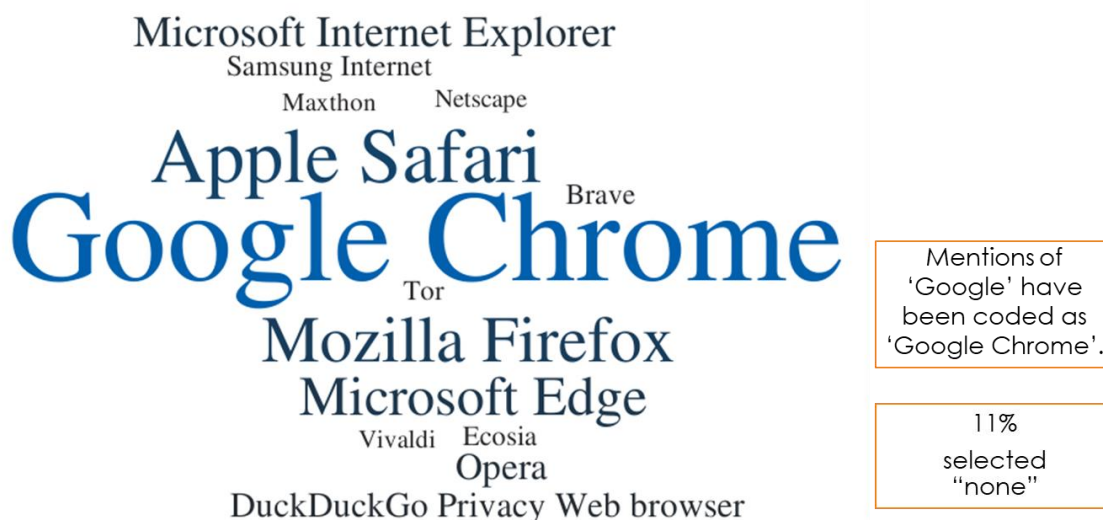 Microsoft Internet Explorer
Samsung Internet
Maxthon Netscape
Apple Safari
Brave
Google Chrome
Tor
Mozilla Firefox
Microsoft Edge
Vivaldi Ecosia
Opera
DuckDuckGo Privacy Web browser
Mentions of
‘Google’ have
been coded as
‘Google Chrome’.
11%
selected
“none”